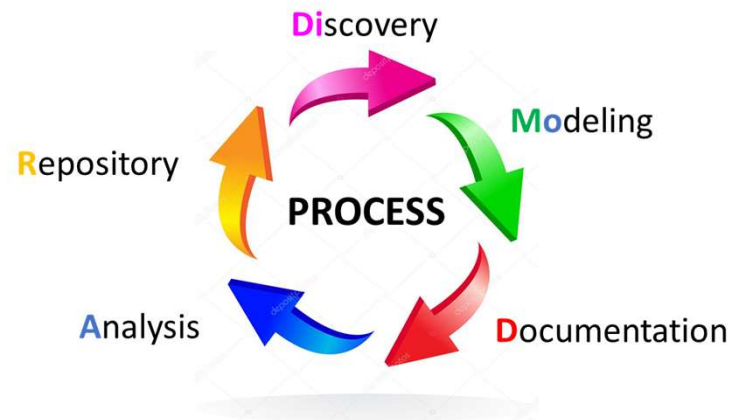 Discovery
Modeling
Repository
PROCESS
Analysis
Documentation